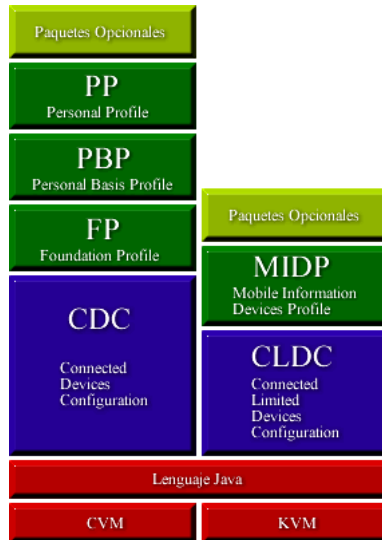 Paquetes Opcionales
PP
Personal Profile
PBP
Personal Basis Profile
FP
Foundation Profile
CDC
Connected
Devices
Configuration
Paquetes Opcionales
MIDP
Mobile Information
Devices Profile
CLDC
Connected
Limited
Devices
Configuration
Lenguaje Java
CVM
KVM